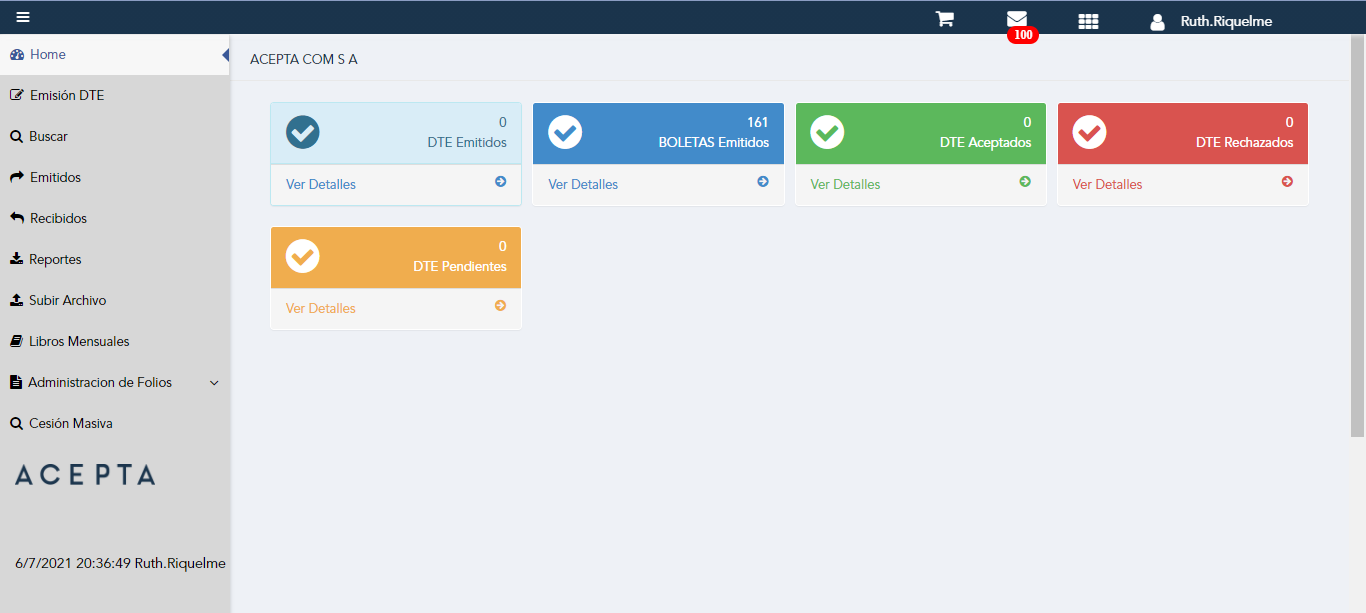 100
Ruth.Riquelme
Home
Emisión DTE
Buscar
Emitidos
Recibidos
Reportes
Subir Archivo
Libros Mensuales
Administracion de Folios
Cesión Masiva
ACEPTA
6/7/2021 20:36:49 Ruth.Riquelme
ACEPTA COM S A
0
DTE Emitidos
Ver Detalles
161
BOLETAS Emitidos
Ver Detalles
0
DTE Aceptados
Ver Detalles
0
DTE Rechazados
Ver Detalles
0
DTE Pendientes
Ver Detalles